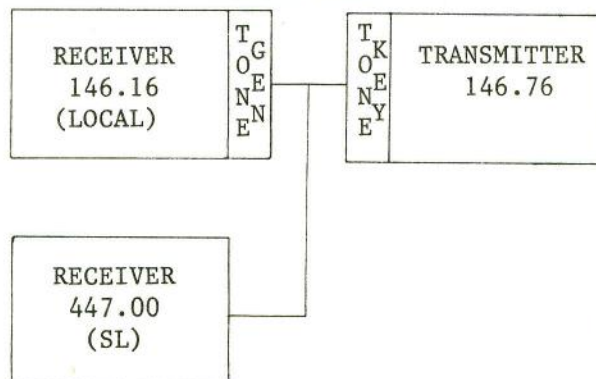 RECEIVER
146.16
(LOCAL)
TONE
GEN
TONE
KEY
TRANSMITTER
146.76
RECEIVER
447.00
(SL)